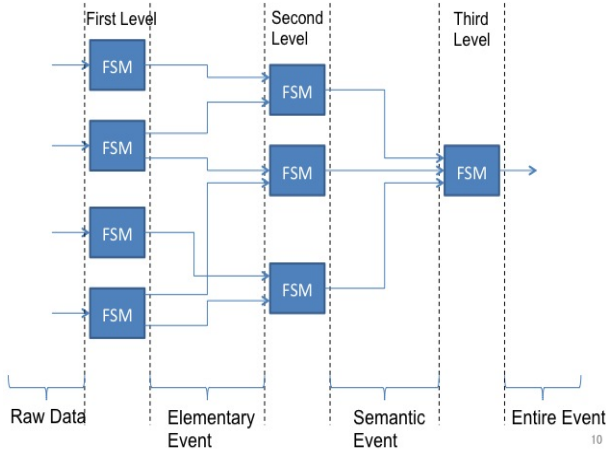 First Level
Second
Level
Third
Level
FSM
FSM
FSM
FSM
FSM
FSM
FSM
FSM
Raw Data
Elementary
Event
Semantic
Event
Entire Event
10